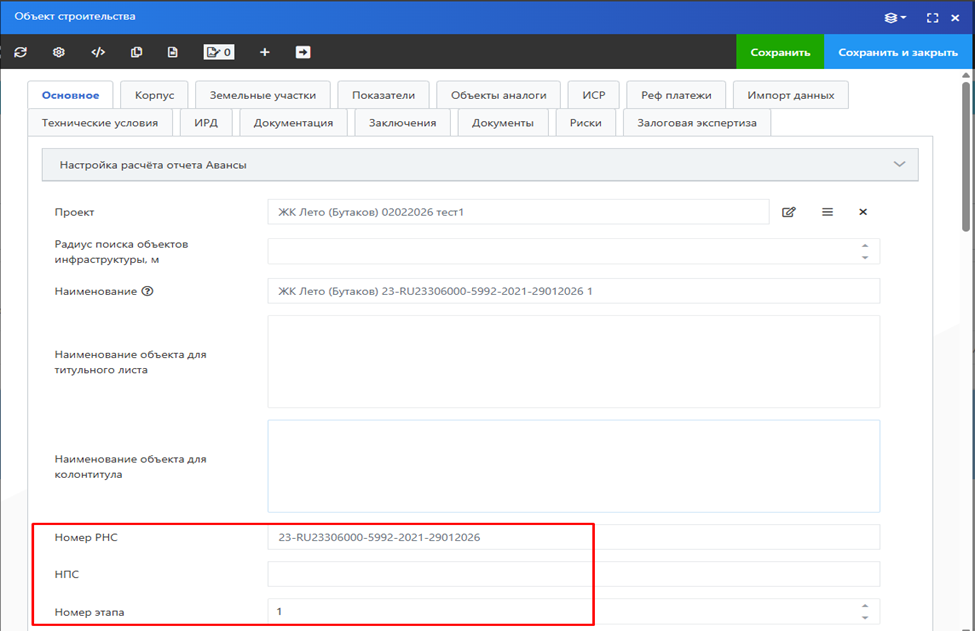 Объект строительства
0
Сохранить
Сохранить и закрыть
Основное
Корпус
Земельные участки
Показатели
Объекты аналоги
ИСР
Реф платежи
Импорт данных
Технические условия
ИРД
Документация
Заключения
Документы
Риски
Залоговая экспертиза
Настройка расчёта отчета Авансы
Проект
ЖК Лето (Бутаков) 02022026 тест1
Радиус поиска объектов
инфраструктуры, м
Наименование
ЖК Лето (Бутаков) 23-RU23306000-5992-2021-29012026 1
Наименование объекта для
титульного листа
Наименование объекта для
колонтитула
Номер РНС
23-RU23306000-5992-2021-29012026
НПС
Номер этапа
1